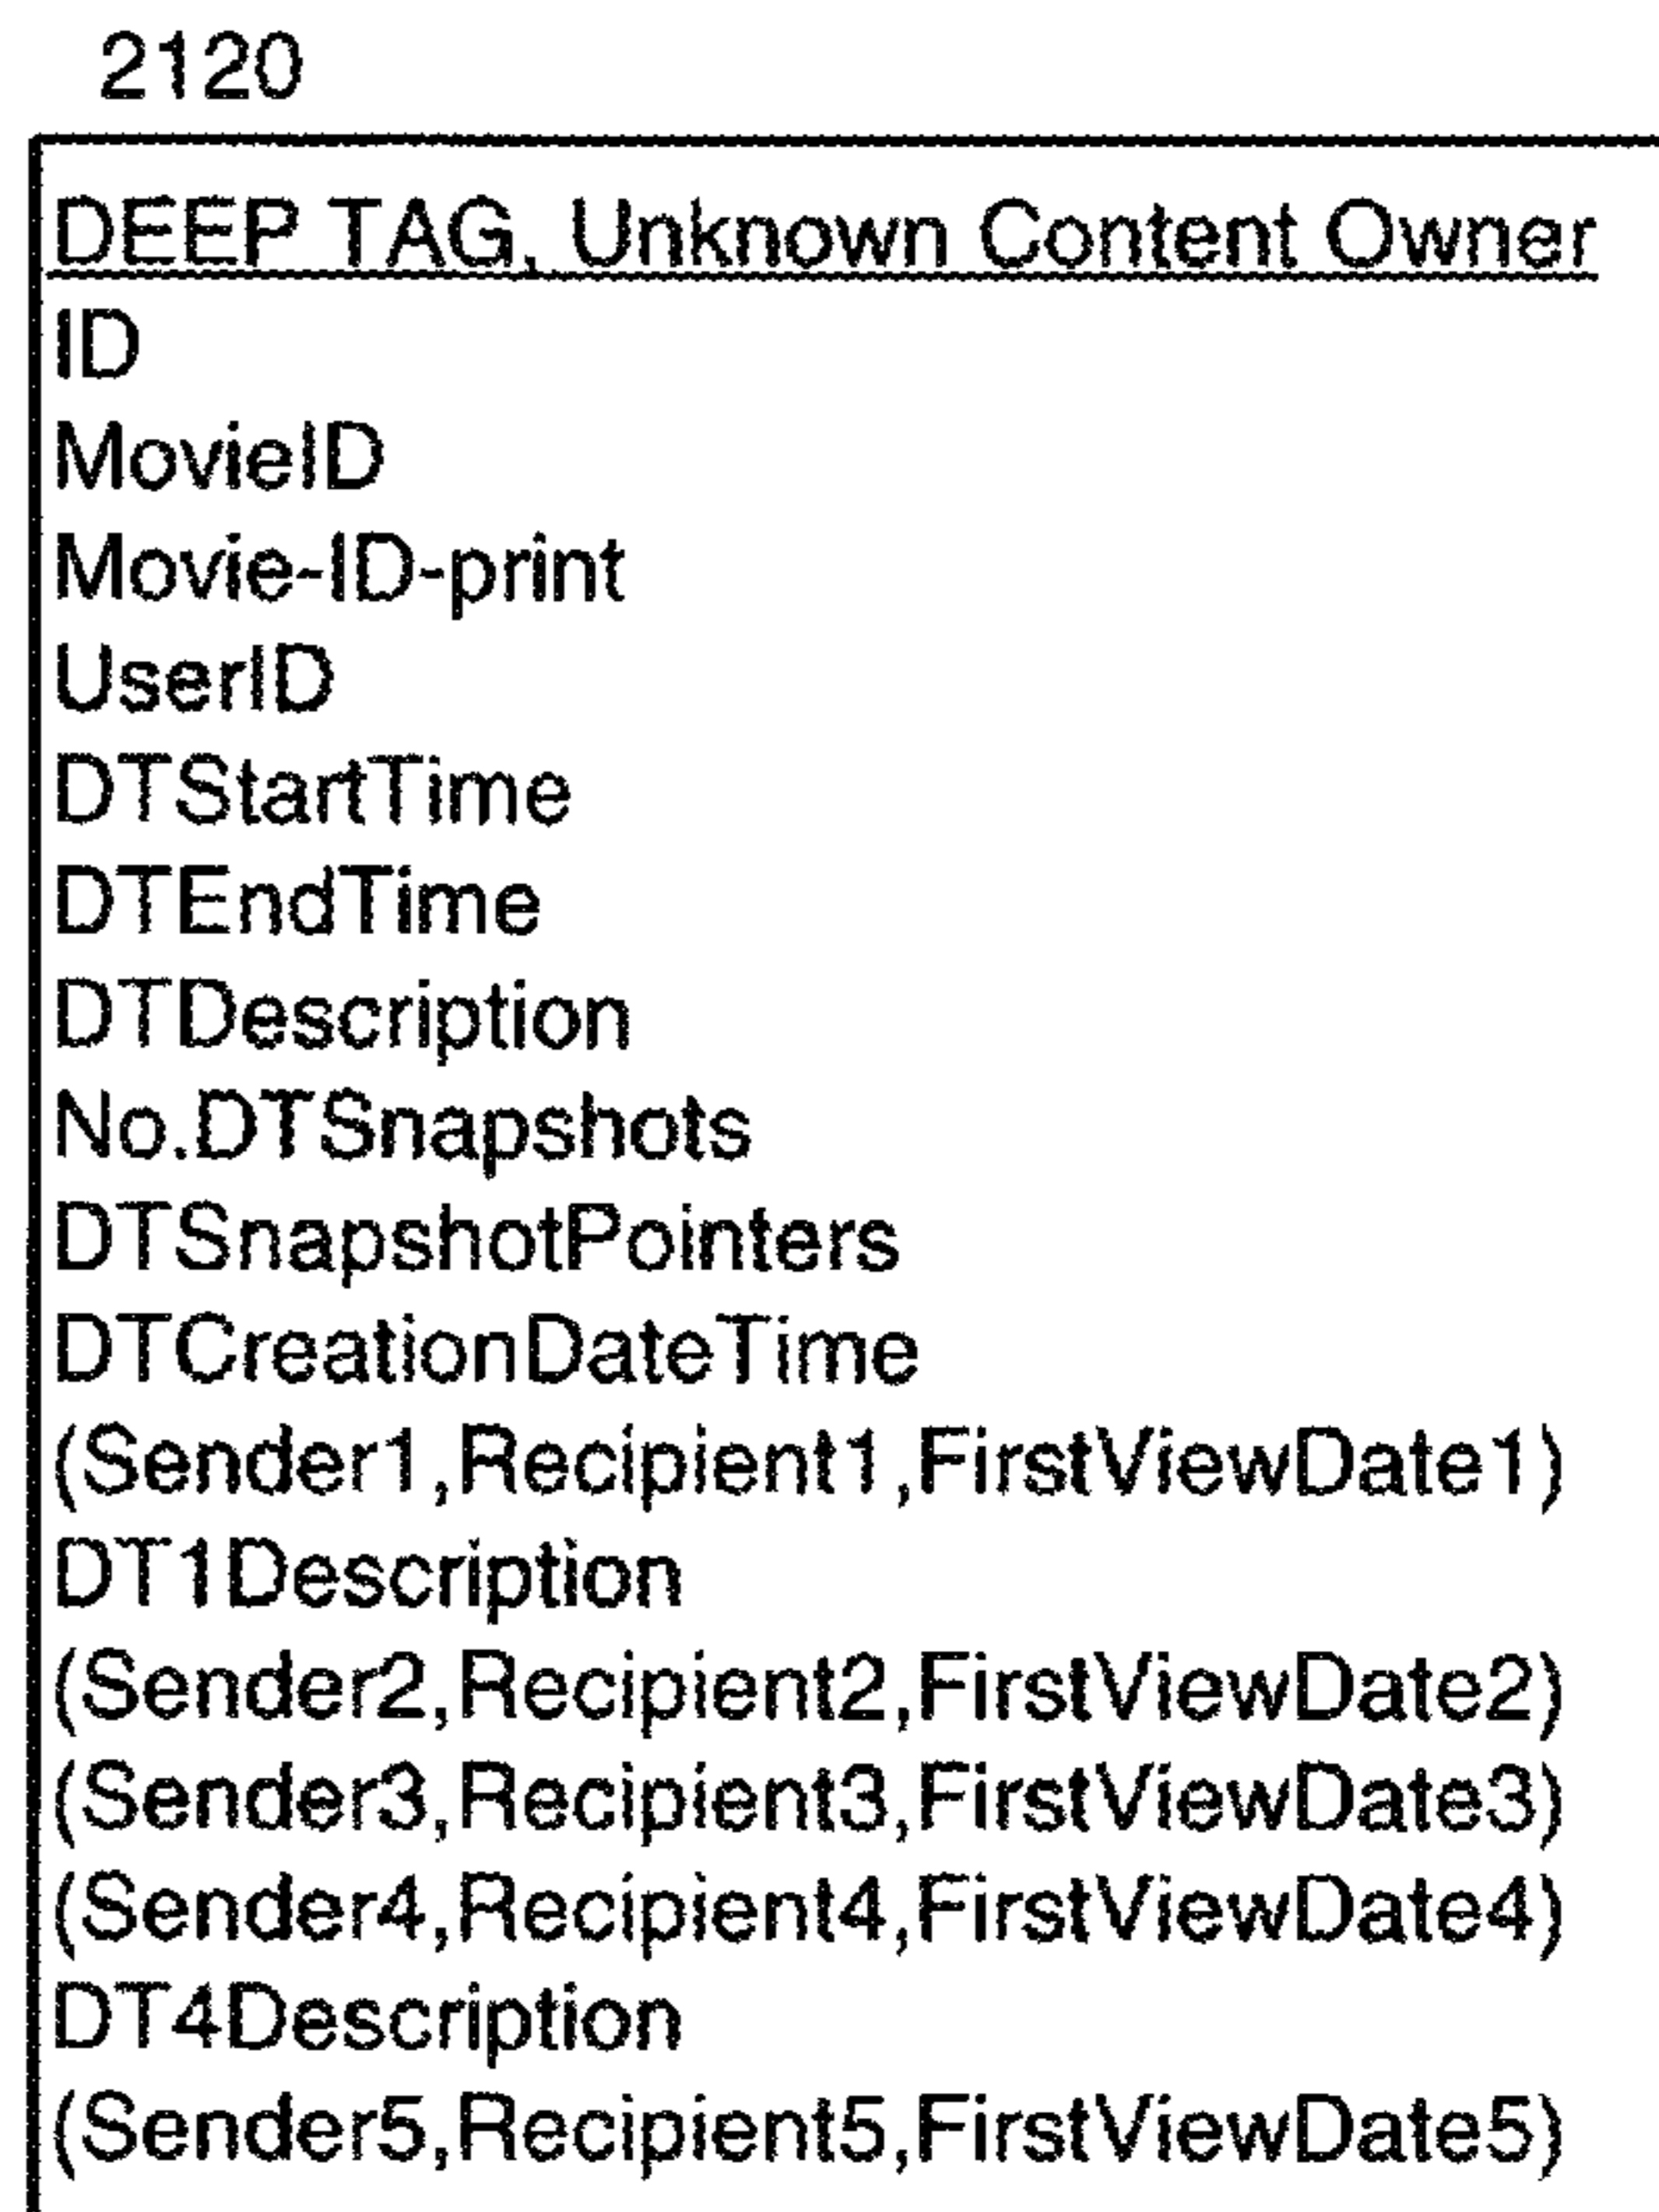 2120
DEEP TAG, Unknown Content Owner
ID
MovieID
Movie-ID-print
UserID
DTStartTime
DTEndTime
DTDescription
No.DTSnapshots
DTSnapshotPointers
DTCreationDateTime
(Sender1,Recipient1,FirstViewDate1)
DT1Description
(Sender2,Recipient2,FirstViewDate2)
(Sender3,Recipient3,FirstViewDate3)
(Sender4,Recipient4,FirstViewDate4)
DT4Description
(Sender5,Recipient5,FirstViewDate5)